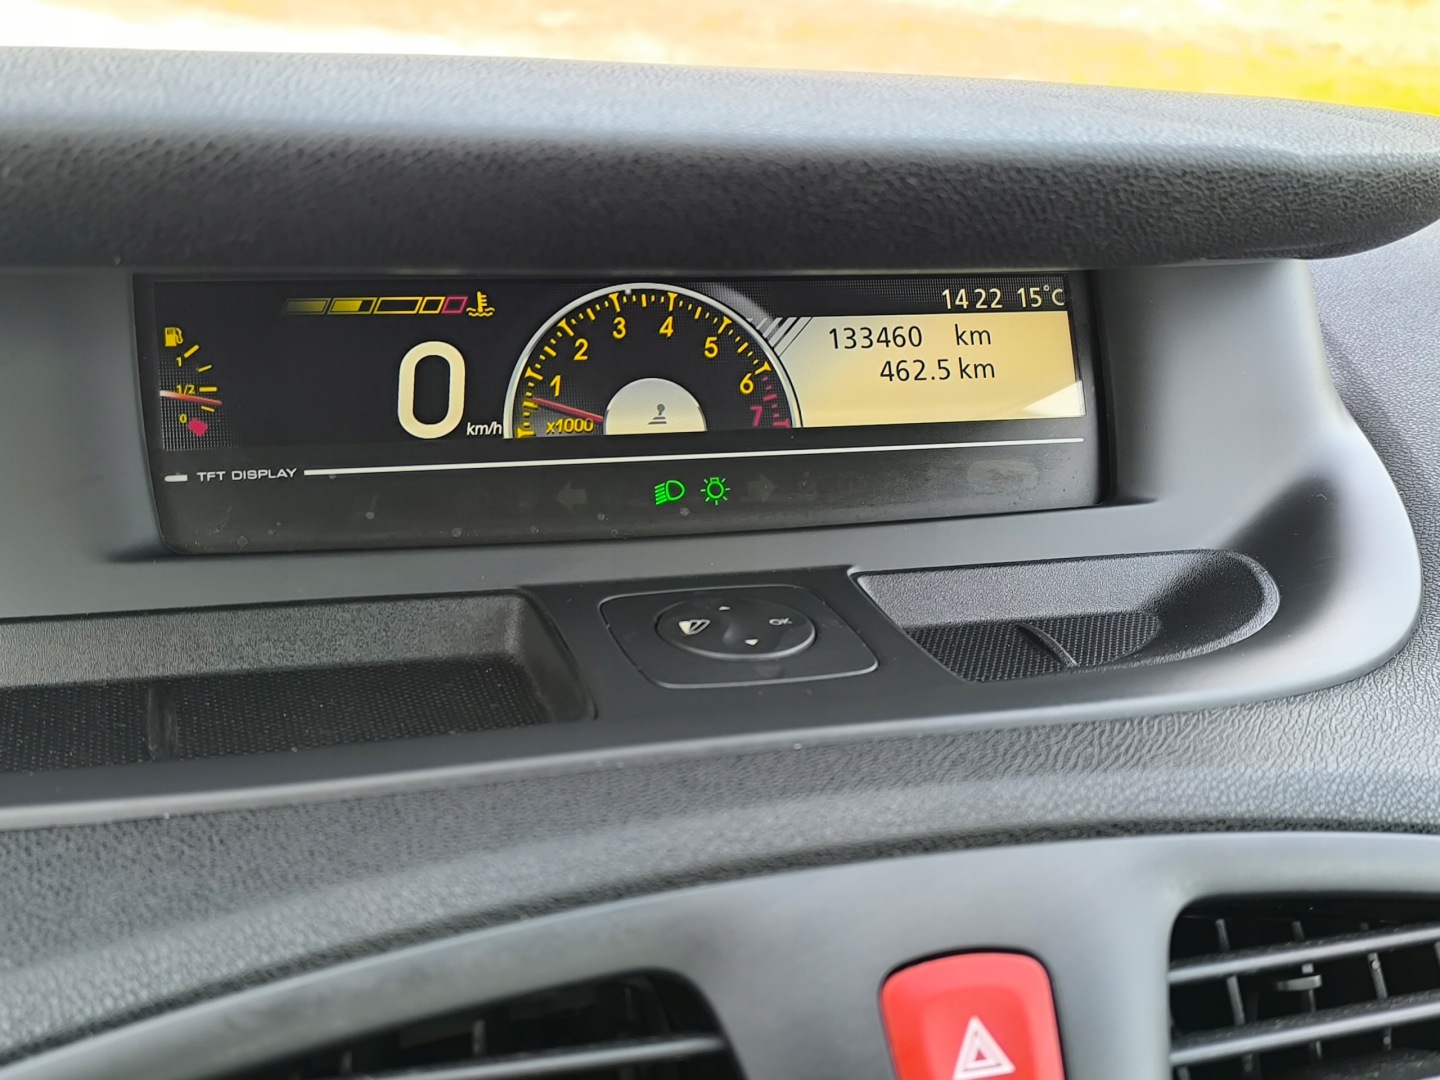 14 22 15°C
133460 km
462.5 km
1
1/2
0
0 km/h
1 2 3 4 5 6 7
x1000
TFT DISPLAY
OK